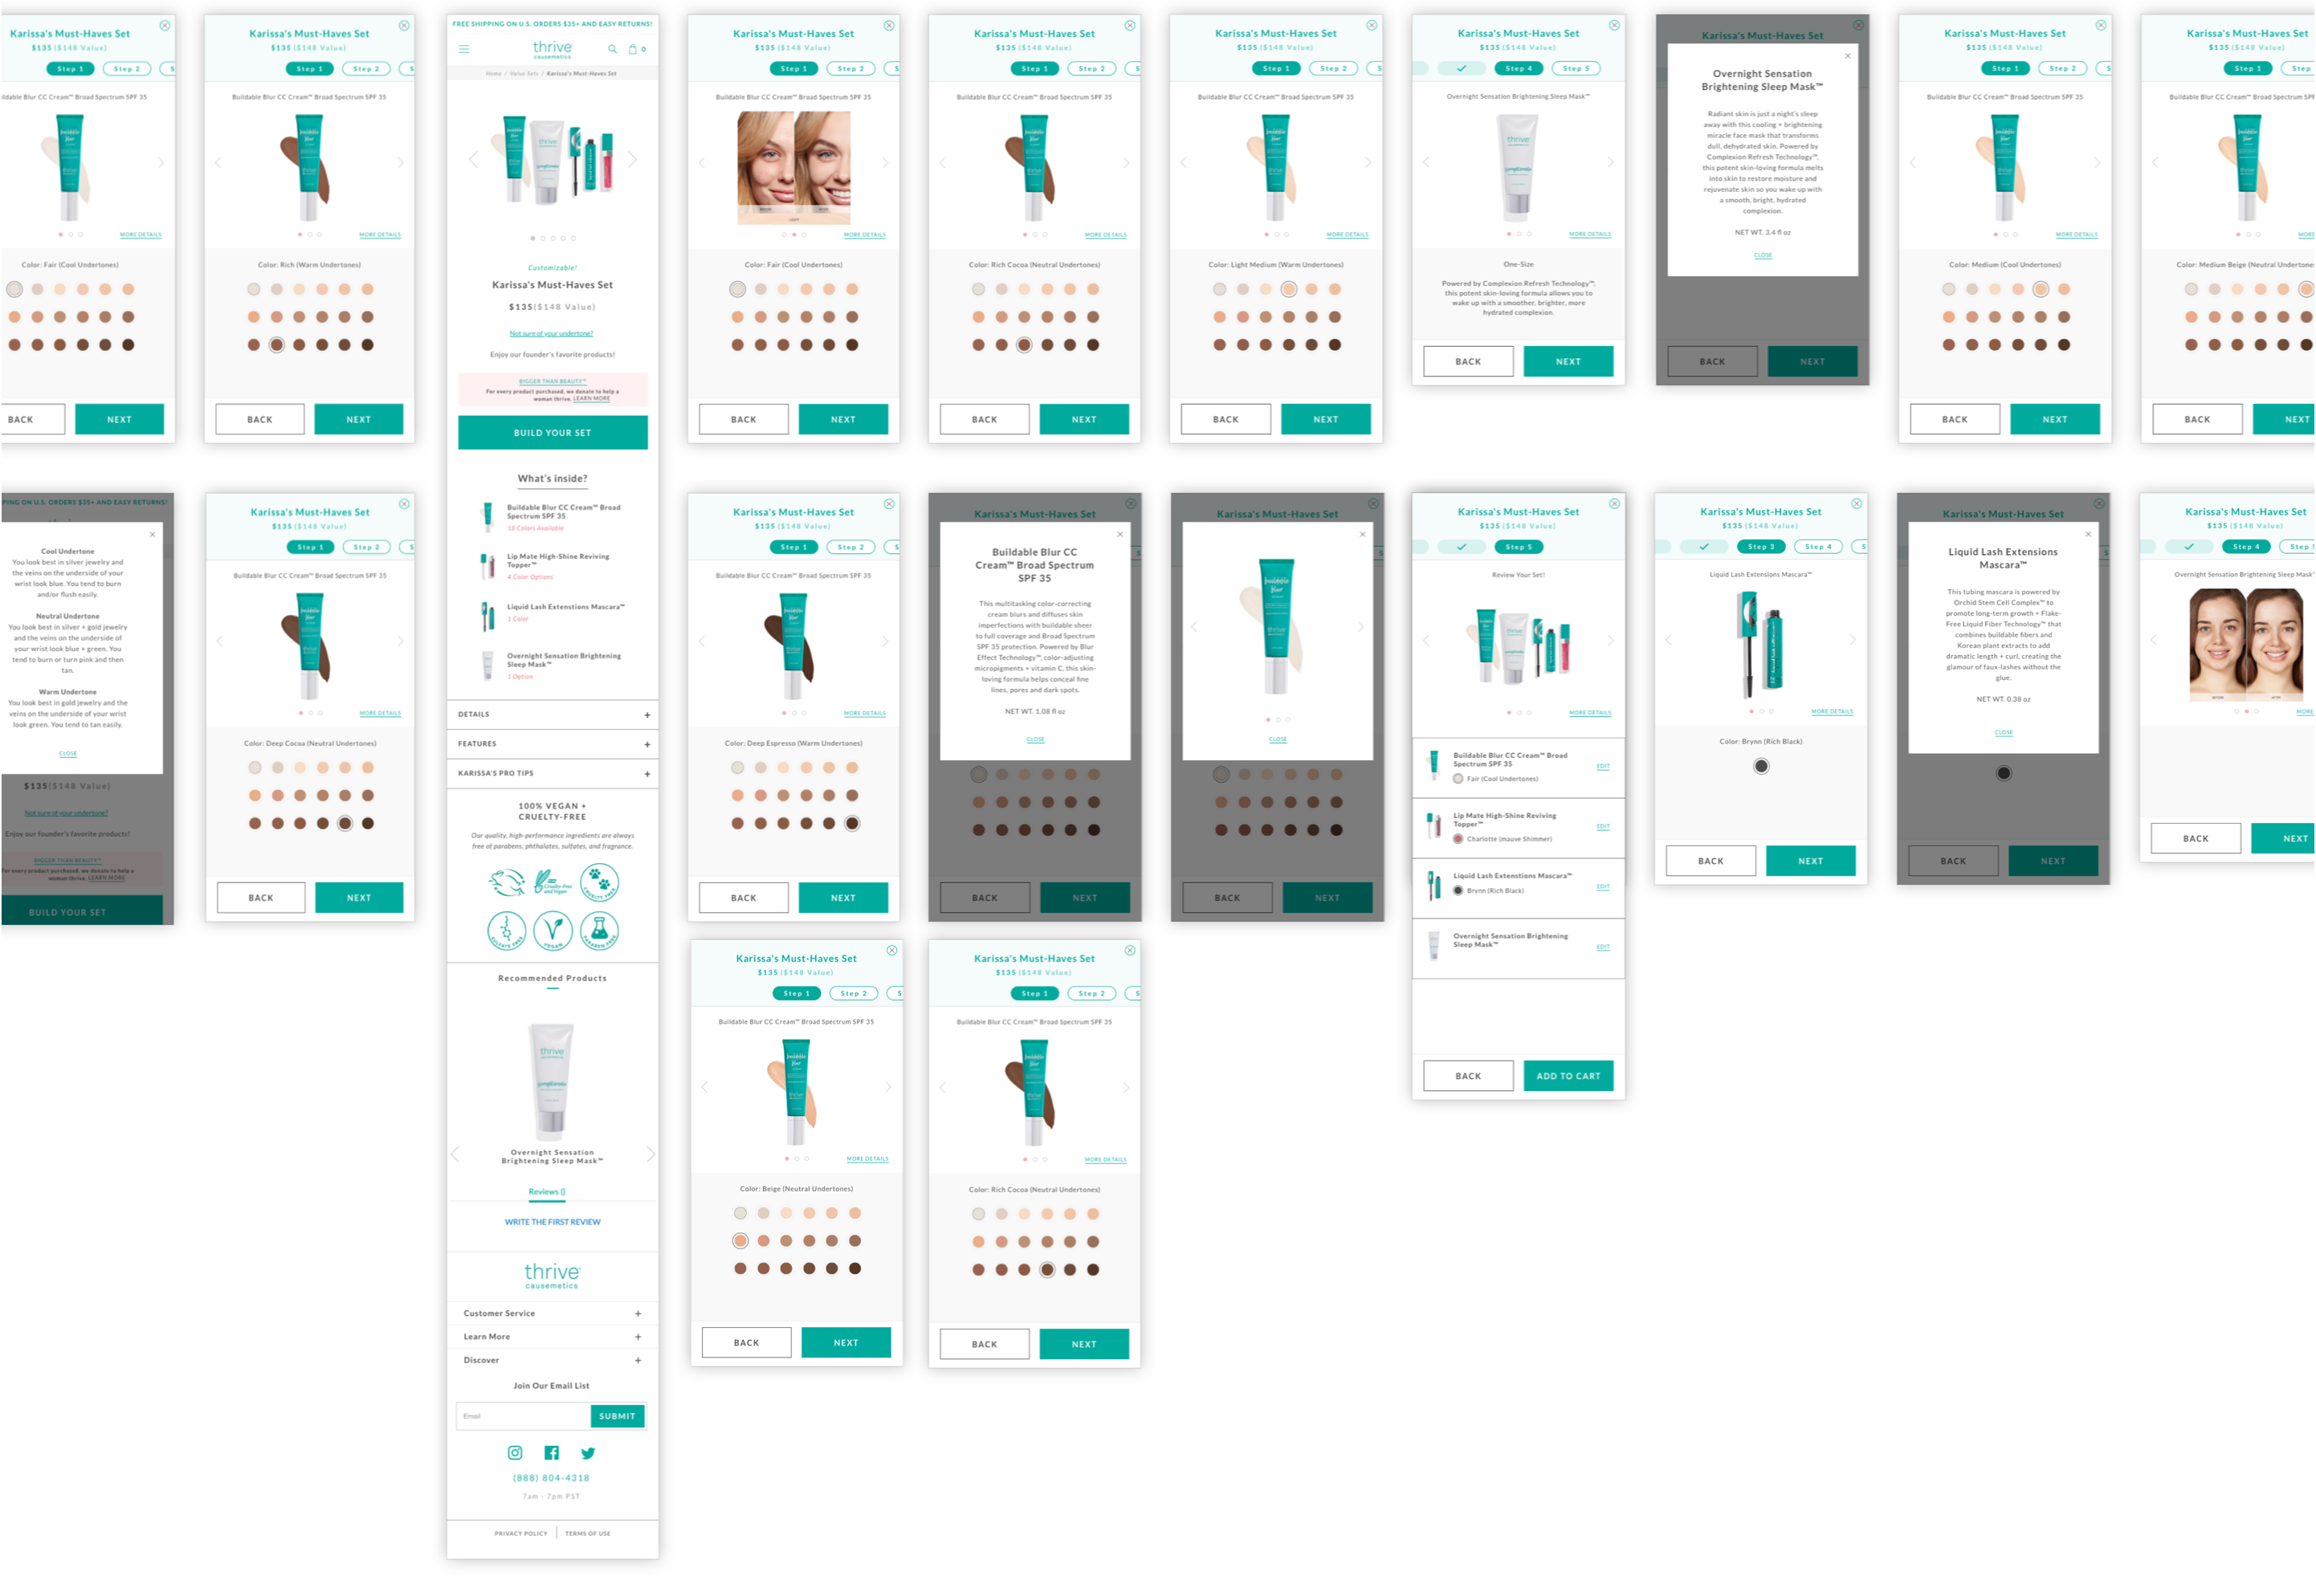 Karissa's Must-Haves Set
$135 ($148 Value)
Step 1
Step 2
S
Buildable Blur CC Cream™ Broad Spectrum SPF 35
MORE DETAILS
Color: Fair (Cool Undertones)
BACK
NEXT
Karissa's Must-Haves Set
$135 ($148 Value)
Step 1
Step 2
S
Buildable Blur CC Cream™ Broad Spectrum SPF 35
MORE DETAILS
Color: Rich (Warm Undertones)
BACK
NEXT
FREE SHIPPING ON U.S. ORDERS $35+ AND EASY RETURNS!
thrive
causemetics
0
Home / Value Sets / Karissa's Must-Haves Set
Customizable!
Karissa's Must-Haves Set
$135($148 Value)
Not sure of your undertone?
Enjoy our founder's favorite products!
BIGGER THAN BEAUTY™
For every product purchased, we donate to help a
woman thrive. LEARN MORE
BUILD YOUR SET
What's inside?
Buildable Blur CC Cream™ Broad
Spectrum SPF 35
18 Colors Available
Lip Mate High-Shine Reviving
Topper™
4 Color Options
Liquid Lash Extenstions Mascara™
1 Color
Overnight Sensation Brightening
Sleep Mask™
1 Option
DETAILS +
FEATURES +
KARISSA'S PRO TIPS +
100% VEGAN +
CRUELTY-FREE
Our quality, high-performance ingredients are always
free of parabens, phthalates, sulfates, and fragrance.
Cruelty-Free
and Vegan
CRUELTY FREE
SULFATE FREE
VEGAN
PARABEN FREE
Recommended Products
thrive
Overnight Sensation
Brightening Sleep Mask™
Reviews ()
WRITE THE FIRST REVIEW
thrive
causemetics
Customer Service +
Learn More +
Discover +
Join Our Email List
Email
SUBMIT
(888) 804-4318
7am - 7pm PST
PRIVACY POLICY
TERMS OF USE
Karissa's Must-Haves Set
$135 ($148 Value)
Step 1
Step 2
S
Buildable Blur CC Cream™ Broad Spectrum SPF 35
LIGHT
MORE DETAILS
Color: Fair (Cool Undertones)
BACK
NEXT
Karissa's Must-Haves Set
$135 ($148 Value)
Step 1
Step 2
S
Buildable Blur CC Cream™ Broad Spectrum SPF 35
MORE DETAILS
Color: Rich Cocoa (Neutral Undertones)
BACK
NEXT
Karissa's Must-Haves Set
$135 ($148 Value)
Step 1
Step 2
S
Buildable Blur CC Cream™ Broad Spectrum SPF 35
MORE DETAILS
Color: Light Medium (Warm Undertones)
BACK
NEXT
Karissa's Must-Haves Set
$135 ($148 Value)
Step 4
Step 5
Overnight Sensation Brightening Sleep Mask™
thrive
MORE DETAILS
One-Size
Powered by Complexion Refresh Technology™,
this potent skin-loving formula allows you to
wake up with a smoother, brighter, more
hydrated complexion.
BACK
NEXT
Karissa's Must-Haves Set
Overnight Sensation
Brightening Sleep Mask™
Radiant skin is just a night's sleep
away with this cooling + brightening
miracle face mask that transforms
dull, dehydrated skin. Powered by
Complexion Refresh Technology™,
this potent skin-loving formula melts
into skin to restore moisture and
rejuvenate skin so you wake up with
a smooth, bright, hydrated
complexion.
NET WT. 3.4 fl oz
CLOSE
BACK
NEXT
Karissa's Must-Haves Set
$135 ($148 Value)
Step 1
Step 2
S
Buildable Blur CC Cream™ Broad Spectrum SPF 35
MORE DETAILS
Color: Medium (Cool Undertones)
BACK
NEXT
Karissa's Must-Haves Set
$135 ($148 Value)
Step 1
Step
Buildable Blur CC Cream™ Broad Spectrum SPF
MORE
Color: Medium Beige (Neutral Undertones
BACK
NEXT
PING ON U.S. ORDERS $35+ AND EASY RETURNS!
Cool Undertone
You look best in silver jewelry and
the veins on the underside of your
wrist look blue. You tend to burn
and/or flush easily.
Neutral Undertone
You look best in silver + gold jewelry
and the veins on the underside of
your wrist look blue + green. You
tend to burn or turn pink and then
tan.
Warm Undertone
You look best in gold jewelry and the
veins on the underside of your wrist
look green. You tend to tan easily.
CLOSE
$135($148 Value)
Not sure of your undertone?
Enjoy our founder's favorite products!
BIGGER THAN BEAUTY™
For every product purchased, we donate to help a
woman thrive. LEARN MORE
BUILD YOUR SET
Karissa's Must-Haves Set
$135 ($148 Value)
Step 1
Step 2
S
Buildable Blur CC Cream™ Broad Spectrum SPF 35
MORE DETAILS
Color: Deep Cocoa (Neutral Undertones)
BACK
NEXT
Karissa's Must-Haves Set
$135 ($148 Value)
Step 1
Step 2
S
Buildable Blur CC Cream™ Broad Spectrum SPF 35
MORE DETAILS
Color: Deep Espresso (Warm Undertones)
BACK
NEXT
Karissa's Must-Haves Set
Buildable Blur CC
Cream™ Broad Spectrum
SPF 35
This multitasking color-correcting
cream blurs and diffuses skin
imperfections with buildable sheer
to full coverage and Broad Spectrum
SPF 35 protection. Powered by Blur
Effect Technology™, color-adjusting
micropigments + vitamin C, this skin-
loving formula helps conceal fine
lines, pores and dark spots.
NET WT. 1.08 fl oz
CLOSE
BACK
NEXT
Karissa's Must-Haves Set
CLOSE
BACK
NEXT
Karissa's Must-Haves Set
$135 ($148 Value)
Step 5
Review Your Set!
MORE DETAILS
Buildable Blur CC Cream™ Broad
Spectrum SPF 35
Fair (Cool Undertones)
EDIT
Lip Mate High-Shine Reviving
Topper™
Charlotte (mauve Shimmer)
EDIT
Liquid Lash Extenstions Mascara™
Brynn (Rich Black)
EDIT
Overnight Sensation Brightening
Sleep Mask™
EDIT
BACK
ADD TO CART
Karissa's Must-Haves Set
$135 ($148 Value)
Step 3
Step 4
S
Liquid Lash Extensions Mascara™
MORE DETAILS
Color: Brynn (Rich Black)
BACK
NEXT
Karissa's Must-Haves Set
Liquid Lash Extensions
Mascara™
This tubing mascara is powered by
Orchid Stem Cell Complex™ to
promote long-term growth + Flake-
Free Liquid Fiber Technology™ that
combines buildable fibers and
Korean plant extracts to add
dramatic length + curl, creating the
glamour of faux-lashes without the
glue.
NET WT. 0.38 oz
CLOSE
BACK
NEXT
Karissa's Must-Haves Set
$135 ($148 Value)
Step 4
Step 5
Overnight Sensation Brightening Sleep Mask™
MORE
BACK
NEXT
Karissa's Must-Haves Set
$135 ($148 Value)
Step 1
Step 2
S
Buildable Blur CC Cream™ Broad Spectrum SPF 35
MORE DETAILS
Color: Beige (Neutral Undertones)
BACK
NEXT
Karissa's Must-Haves Set
$135 ($148 Value)
Step 1
Step 2
S
Buildable Blur CC Cream™ Broad Spectrum SPF 35
MORE DETAILS
Color: Rich Cocoa (Neutral Undertones)
BACK
NEXT